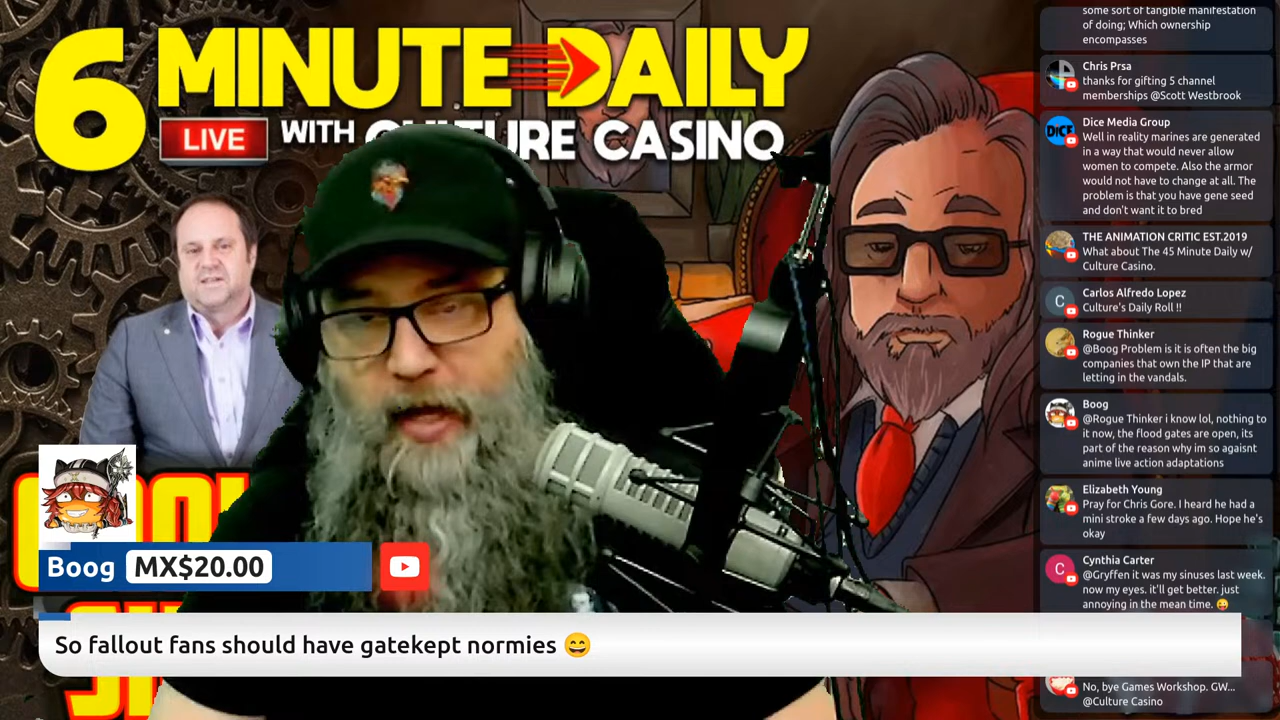 6 MINUTE DAILY
LIVE WITH CULTURE CASINO
Boog MX$20.00
So fallout fans should have gatekept normies 😄
some sort of tangible manifestation
of doing; Which ownership
encompasses
Chris Prsa
thanks for gifting 5 channel
memberships @Scott Westbrook
DICE
Dice Media Group
Well in reality marines are generated
in a way that would never allow
women to compete. Also the armor
would not have to change at all. The
problem is that you have gene seed
and don't want it to bred
THE ANIMATION CRITIC EST.2019
What about The 45 Minute Daily w/
Culture Casino.
C
Carlos Alfredo Lopez
Culture's Daily Roll !!
Rogue Thinker
@Boog Problem is it is often the big
companies that own the IP that are
letting in the vandals.
Boog
@Rogue Thinker i know lol, nothing to
it now, the flood gates are open, its
part of the reason why im so agaisnt
anime live action adaptations
Elizabeth Young
Pray for Chris Gore. I heard he had a
mini stroke a few days ago. Hope he's
okay
C
Cynthia Carter
@Gryffen it was my sinuses last week.
now my eyes. it'll get better. just
annoying in the mean time. 😜
No, bye Games Workshop. GW...
@Culture Casino